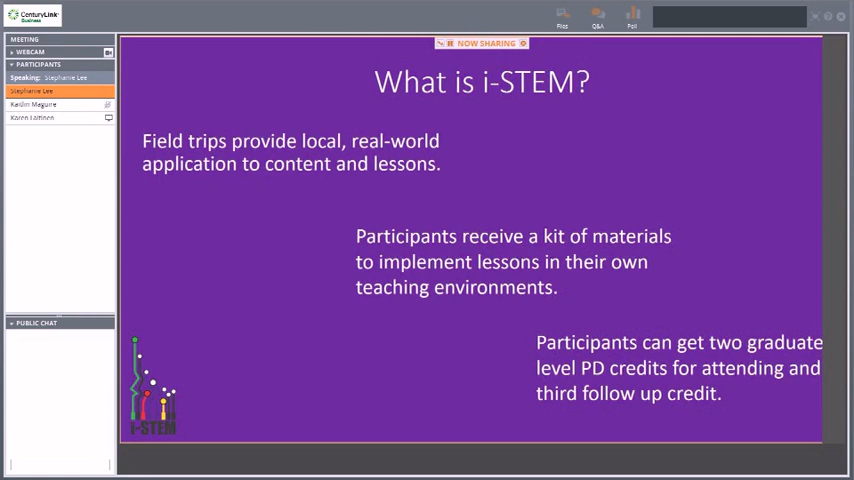 CenturyLink
Business
Files
Q&A
Poll
MEETING
WEBCAM
PARTICIPANTS
Speaking: Stephanie Lee
Stephanie Lee
Kaitlin Maguire
Karen Laitinen
PUBLIC CHAT
NOW SHARING
What is i-STEM?
Field trips provide local, real-world
application to content and lessons.
Participants receive a kit of materials
to implement lessons in their own
teaching environments.
Participants can get two graduate
level PD credits for attending and
third follow up credit.
i-STEM